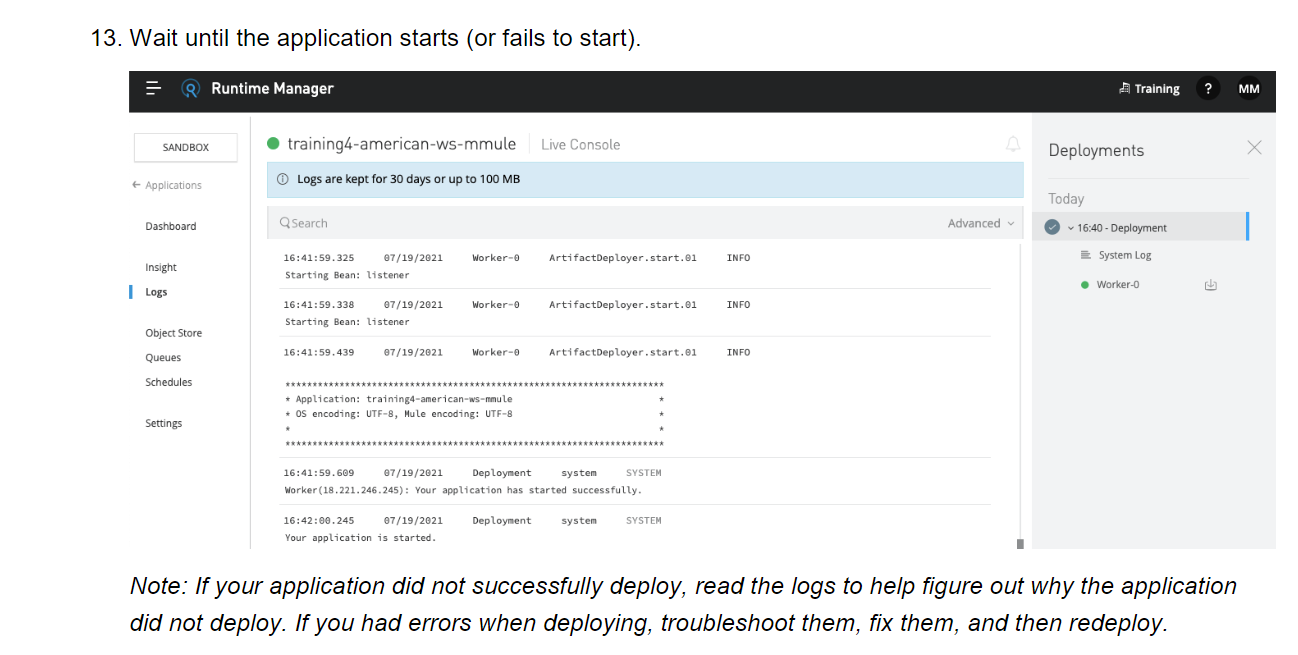 13. Wait until the application starts (or fails to start).
Runtime Manager
Training
?
MM
SANDBOX
Applications
Dashboard
Insight
Logs
Object Store
Queues
Schedules
Settings
training4-american-ws-mmule
Live Console
Logs are kept for 30 days or up to 100 MB
Search
Advanced
16:41:59.325 07/19/2021 Worker-0 ArtifactDeployer.start.01 INFO
Starting Bean: listener
16:41:59.338 07/19/2021 Worker-0 ArtifactDeployer.start.01 INFO
Starting Bean: listener
16:41:59.439 07/19/2021 Worker-0 ArtifactDeployer.start.01 INFO
**********************************************************************
* Application: training4-american-ws-mmule *
* OS encoding: UTF-8, Mule encoding: UTF-8 *
* *
**********************************************************************
16:41:59.609 07/19/2021 Deployment system SYSTEM
Worker(18.221.246.245): Your application has started successfully.
16:42:00.245 07/19/2021 Deployment system SYSTEM
Your application is started.
Deployments
Today
16:40 - Deployment
System Log
Worker-0
Note: If your application did not successfully deploy, read the logs to help figure out why the application
did not deploy. If you had errors when deploying, troubleshoot them, fix them, and then redeploy.